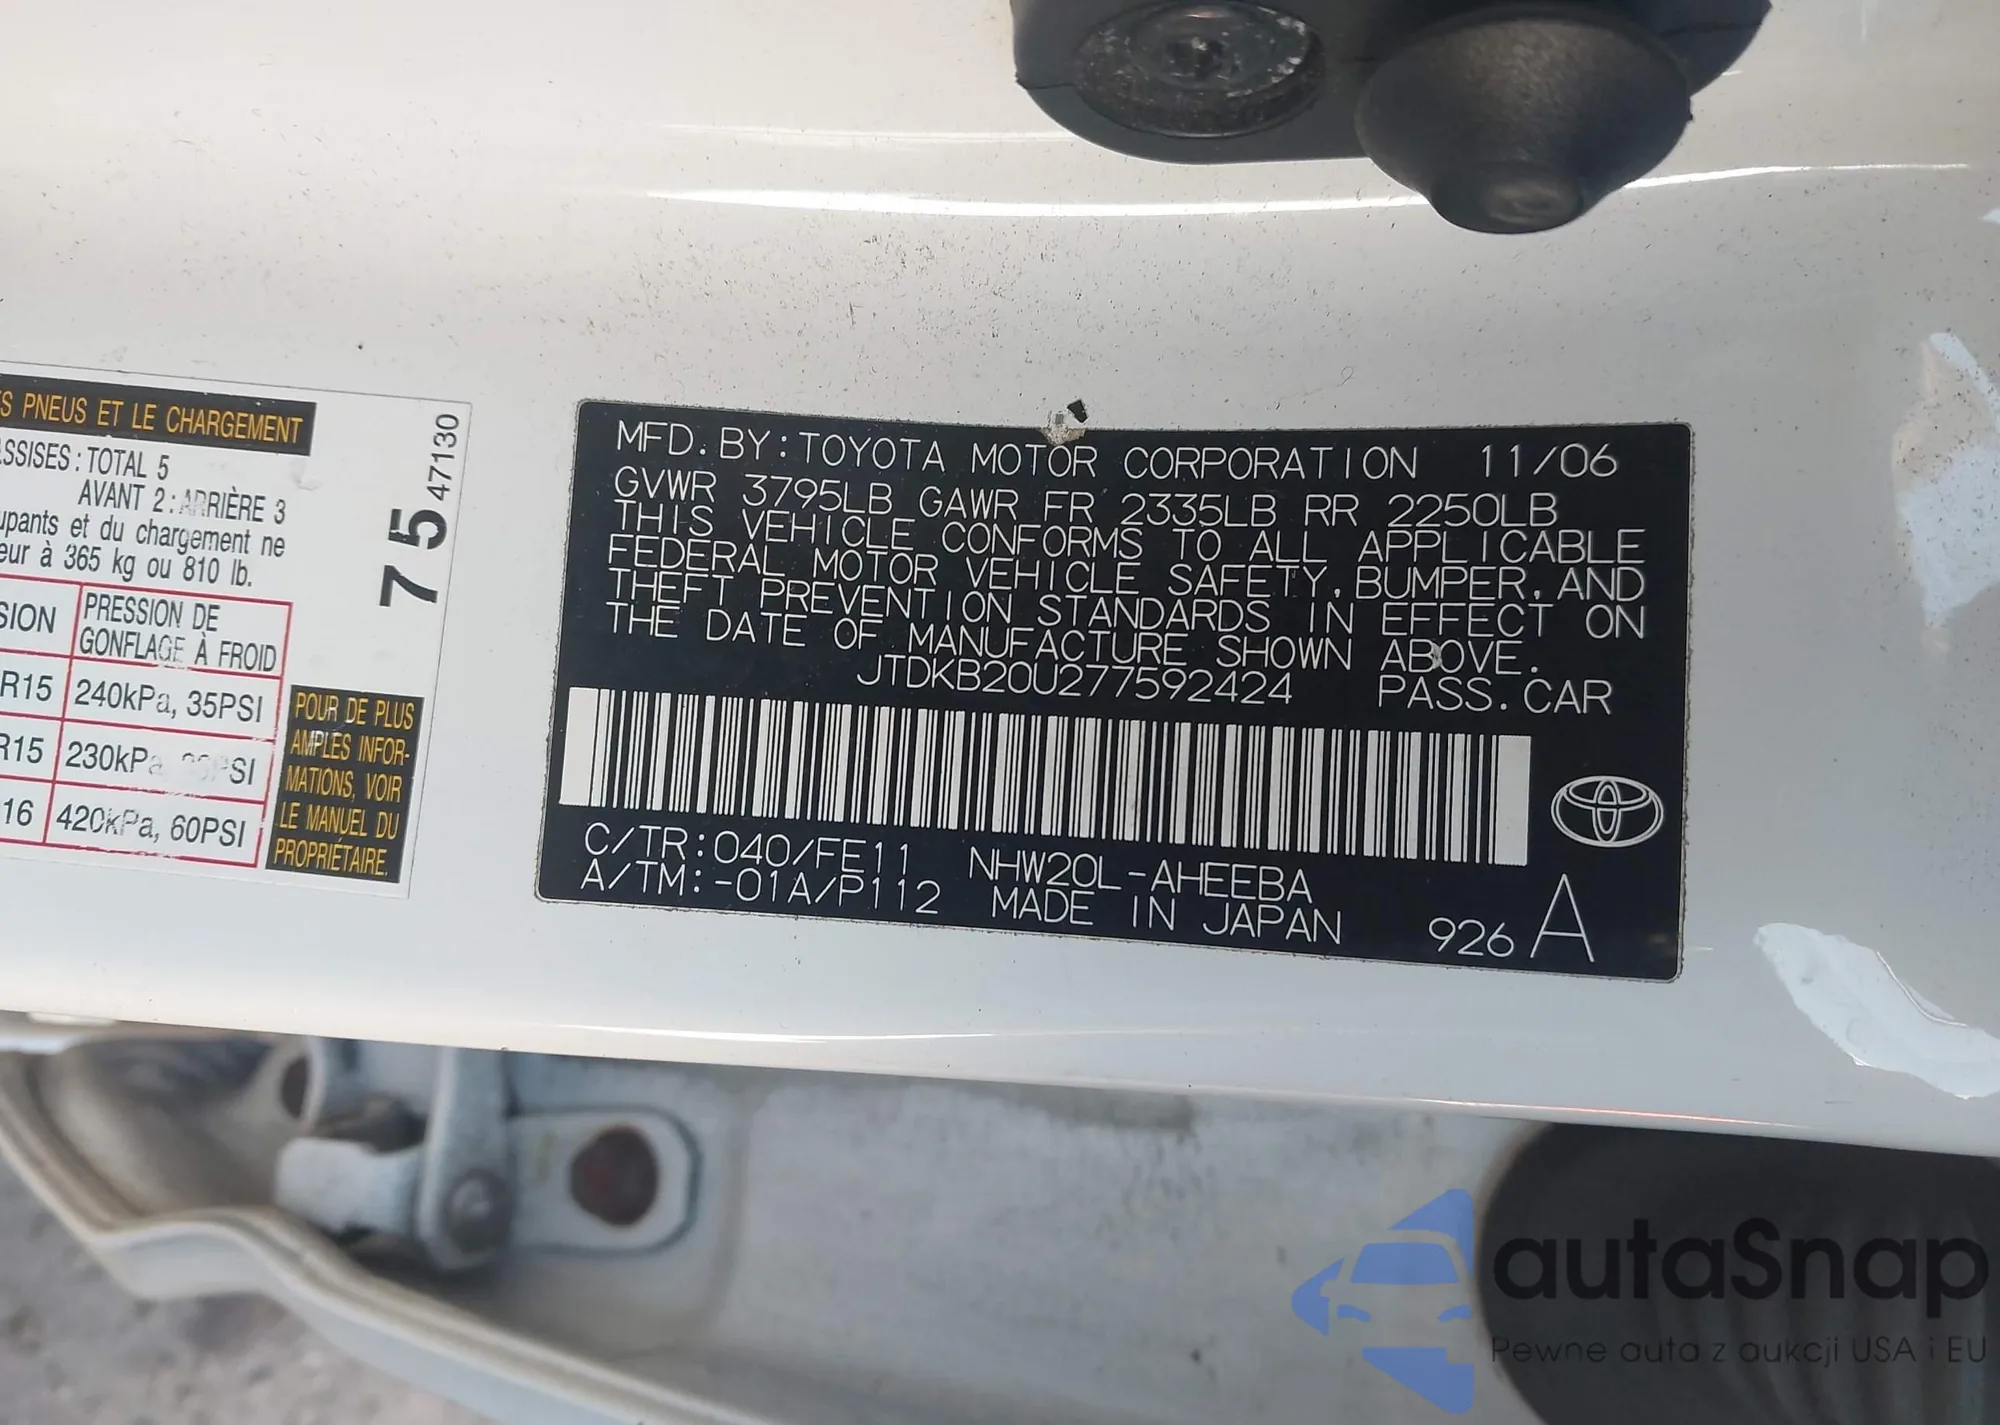 S PNEUS ET LE CHARGEMENT
ASSISES : TOTAL 5
AVANT 2 : ARRIÈRE 3
upants et du chargement ne
eur à 365 kg ou 810 lb.
SION
PRESSION DE
GONFLAGE À FROID
R15 240kPa, 35PSI
R15 230kPa, PSI
16 420kPa, 60PSI
POUR DE PLUS
AMPLES INFOR-
MATIONS, VOIR
LE MANUEL DU
PROPRIÉTAIRE.
75 47130
MFD. BY : TOYOTA MOTOR CORPORATION 11/06
GVWR 3795LB GAWR FR 2335LB RR 2250LB
THIS VEHICLE CONFORMS TO ALL APPLICABLE
FEDERAL MOTOR VEHICLE SAFETY, BUMPER, AND
THEFT PREVENTION STANDARDS IN EFFECT ON
THE DATE OF MANUFACTURE SHOWN ABOVE.
JTDKB20U277592424 PASS. CAR
C/TR : 040/FE11 NHW20L-AHEEBA
A/TM : -01A/P112 MADE IN JAPAN 926 A
autaSnap
Pewne auta z aukcji USA i EU